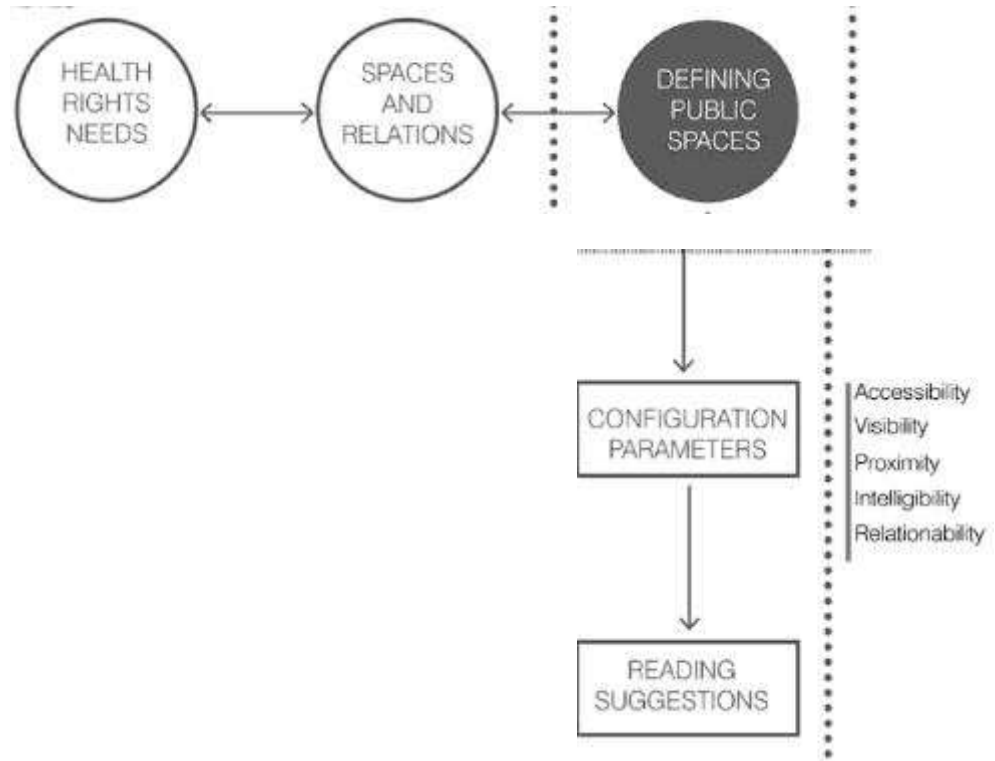 HEALTH
RIGHTS
NEEDS
SPACES
AND
RELATIONS
DEFINING
PUBLIC
SPACES
CONFIGURATION
PARAMETERS
Accessibility
Visibility
Proximity
Intelligibility
Relationability
READING
SUGGESTIONS